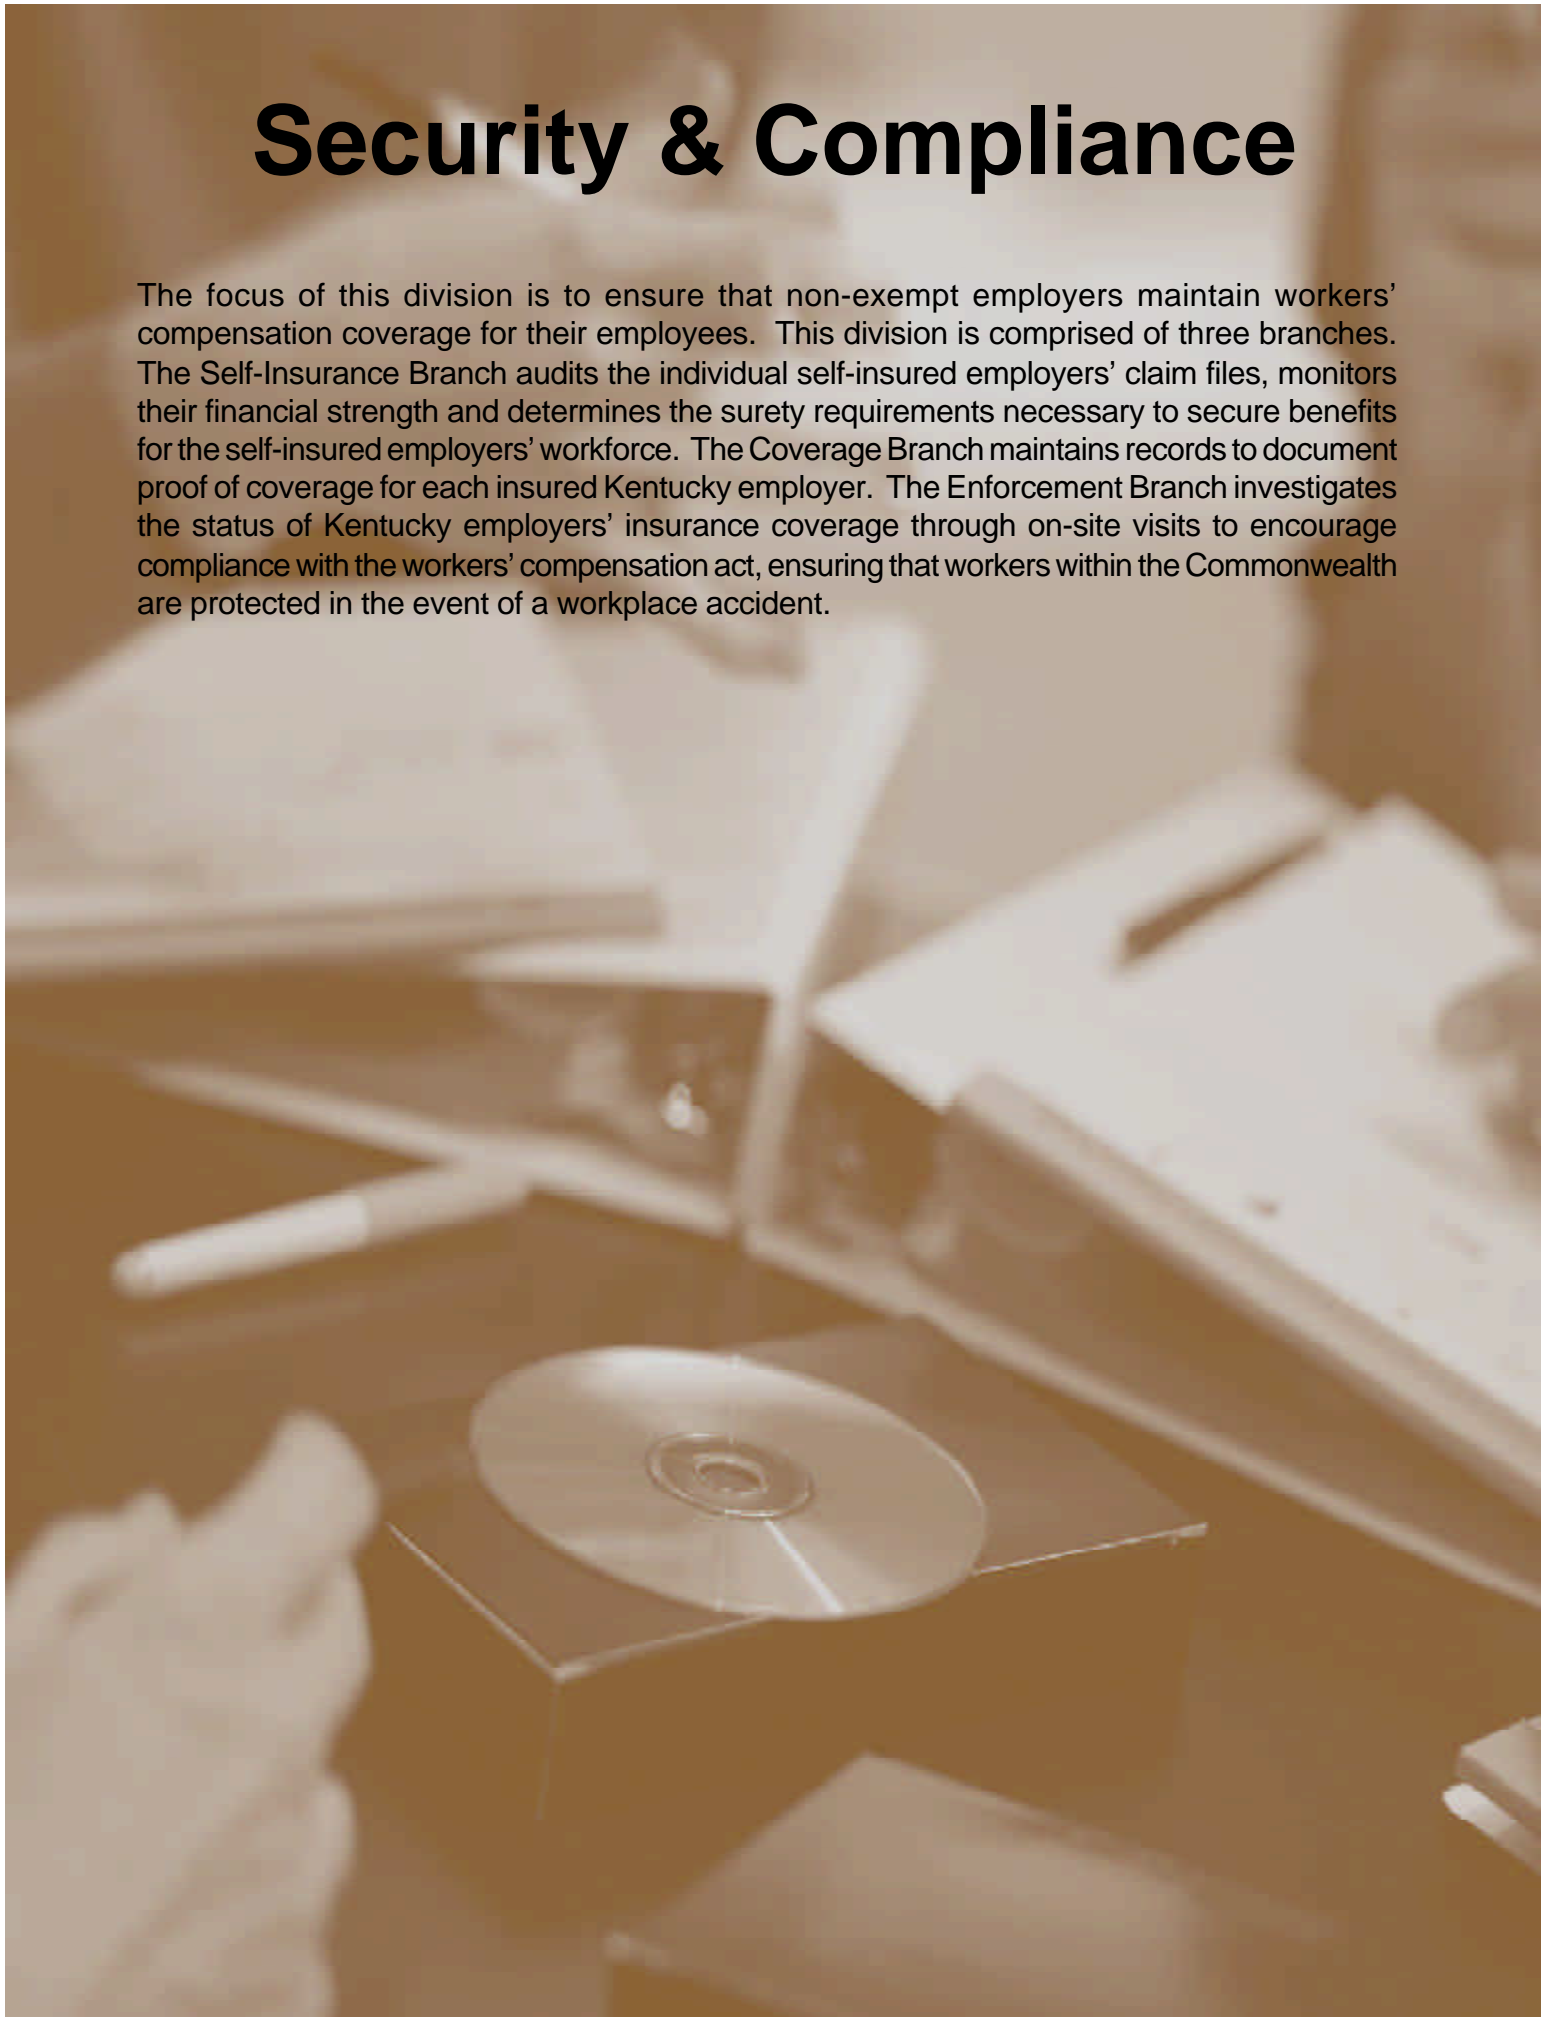 Security & Compliance
The focus of this division is to ensure that non-exempt employers maintain workers’
compensation coverage for their employees.  This division is comprised of three branches.
The Self-Insurance Branch audits the individual self-insured employers’ claim files, monitors
their financial strength and determines the surety requirements necessary to secure benefits
for the self-insured employers’ workforce.  The Coverage Branch maintains records to document
proof of coverage for each insured Kentucky employer.  The Enforcement Branch investigates
the status of Kentucky employers’ insurance coverage through on-site visits to encourage
compliance with the workers’ compensation act, ensuring that workers within the Commonwealth
are protected in the event of a workplace accident.